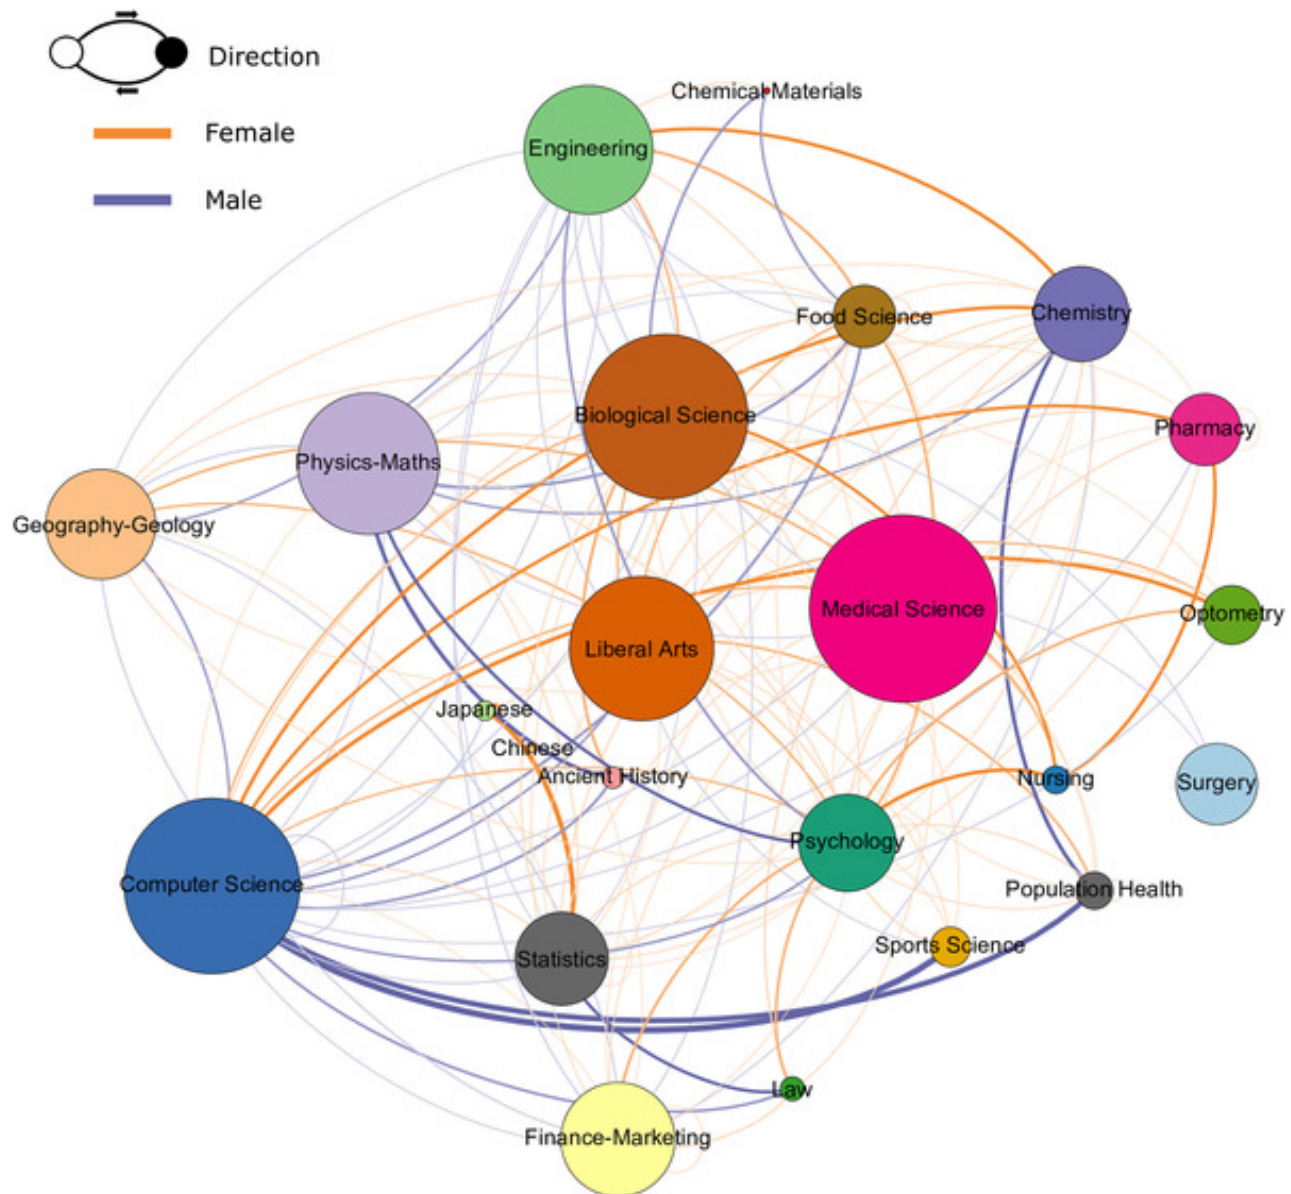 Direction
Female
Male
Chemical Materials
Engineering
Food Science
Chemistry
Biological Science
Pharmacy
Physics-Maths
Geography-Geology
Medical Science
Optometry
Liberal Arts
Japanese
Chinese
Ancient History
Nursing
Surgery
Psychology
Computer Science
Population Health
Sports Science
Statistics
Law
Finance-Marketing